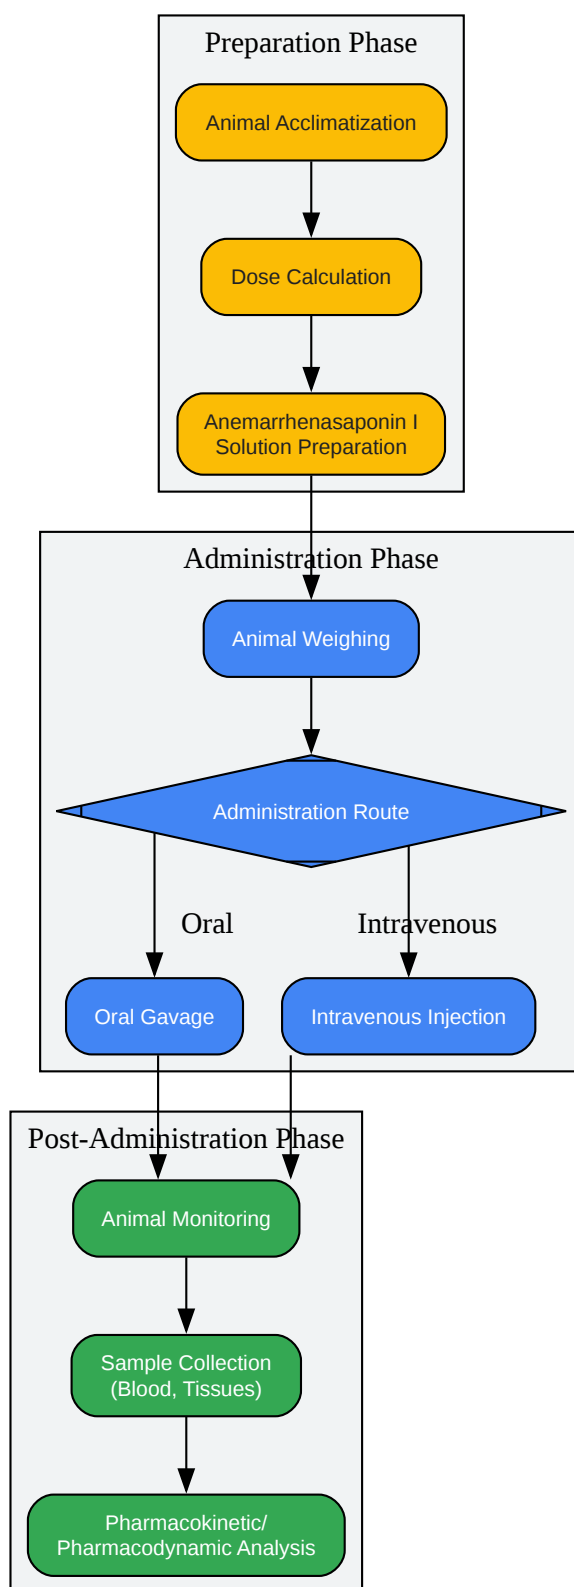 Preparation Phase
Animal Acclimatization
Dose Calculation
Anemarrhenasaponin I
Solution Preparation
Administration Phase
Animal Weighing
Administration Route
Oral
Intravenous
Oral Gavage
Intravenous Injection
Post-Administration Phase
Animal Monitoring
Sample Collection
(Blood, Tissues)
Pharmacokinetic/
Pharmacodynamic Analysis